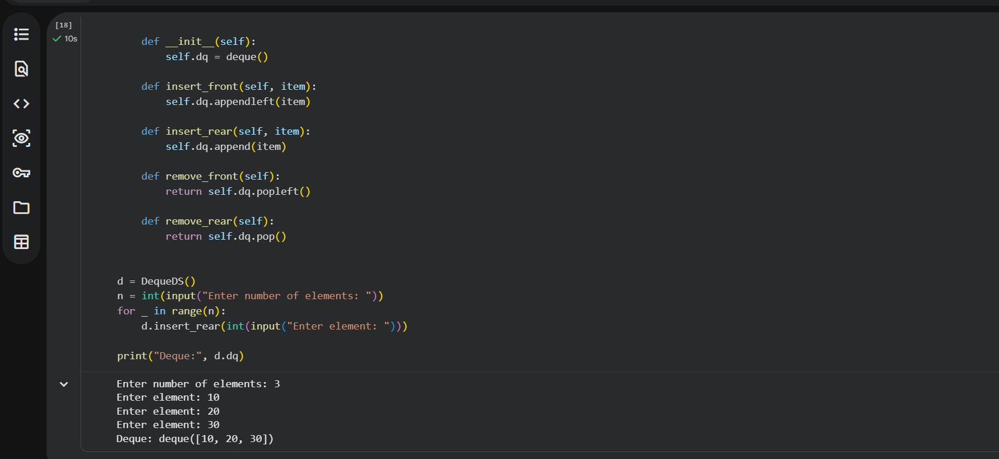 [18]
10s
def __init__(self):
self.dq = deque()
def insert_front(self, item):
self.dq.appendleft(item)
def insert_rear(self, item):
self.dq.append(item)
def remove_front(self):
return self.dq.popleft()
def remove_rear(self):
return self.dq.pop()
d = DequeDS()
n = int(input("Enter number of elements: "))
for _ in range(n):
d.insert_rear(int(input("Enter element: ")))
print("Deque:", d.dq)
Enter number of elements: 3
Enter element: 10
Enter element: 20
Enter element: 30
Deque: deque([10, 20, 30])